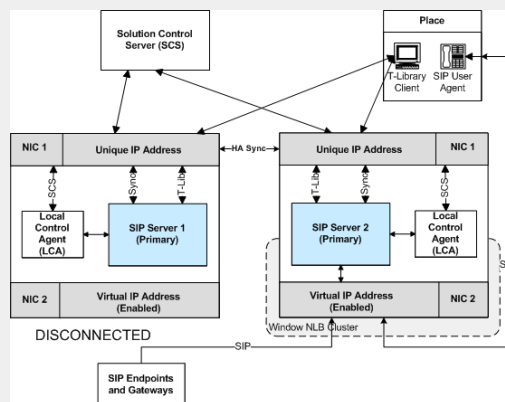 Solution Control
Server (SCS)
Place
T-Library
Client
SIP User
Agent
NIC 1
Unique IP Address
HA Sync
Unique IP Address
NIC 1
SCS
Sync
T-Lib
T-Lib
Sync
SCS
Local
Control
Agent
(LCA)
SIP Server 1
(Primary)
SIP Server 2
(Primary)
Local
Control
Agent
(LCA)
S
NIC 2
Virtual IP Address
(Enabled)
Virtual IP Address
(Enabled)
NIC 2
Window NLB Cluster
DISCONNECTED
SIP
SIP Endpoints
and Gateways